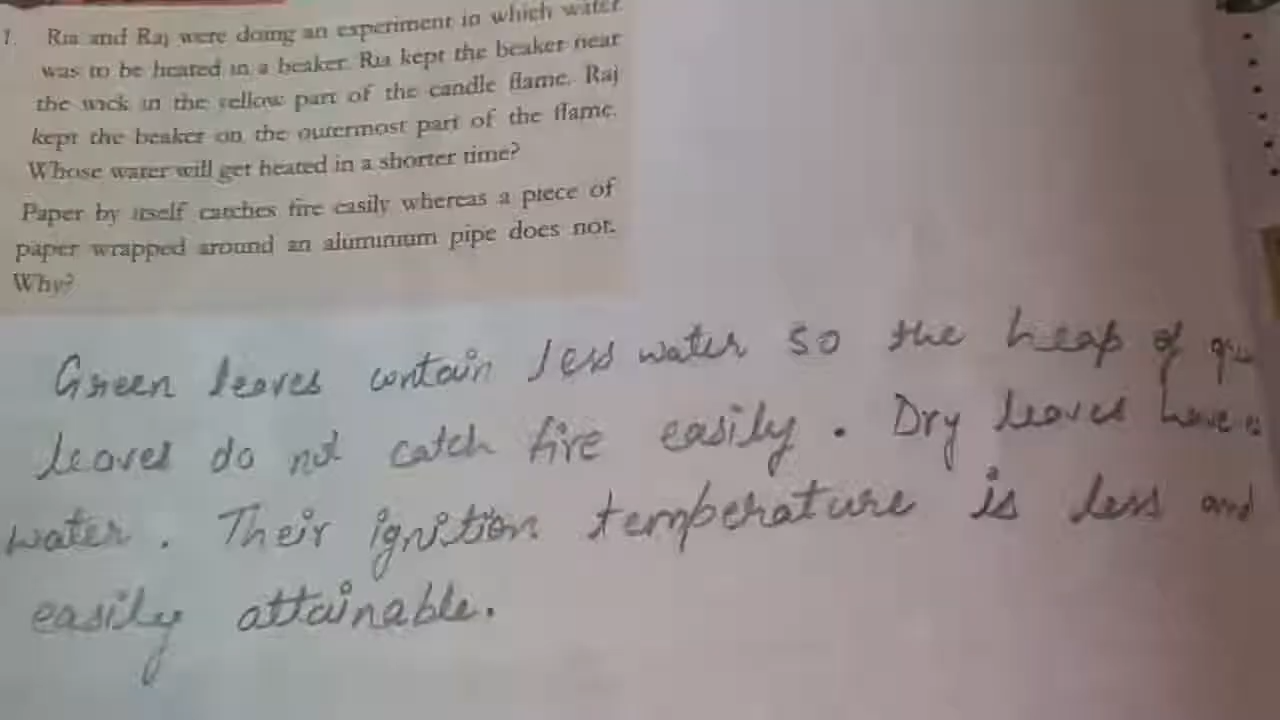 1. Ria and Raj were doing an experiment in which water
was to be heated in a beaker. Ria kept the beaker near
the wick in the yellow part of the candle flame. Raj
kept the beaker on the outermost part of the flame.
Whose water will get heated in a shorter time?
Paper by itself catches fire easily whereas a piece of
paper wrapped around an aluminium pipe does not.
Why?
Green leaves contain less water so the heap of
leaves do not catch fire easily. Dry leaves have
water. Their ignition temperature is less and
easily attainable.